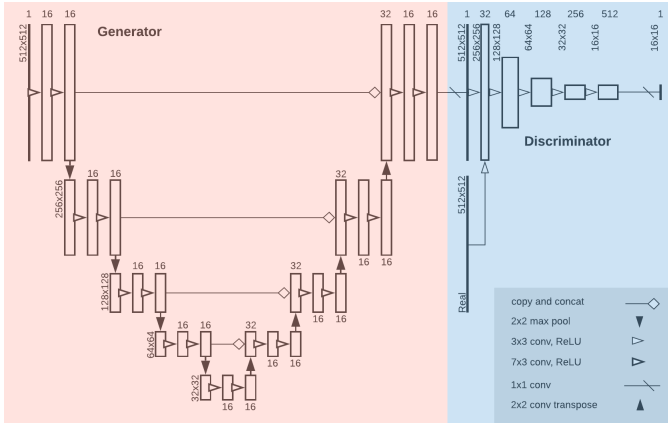 1 16 16 32 16 16 1 32 64 128 256 512 1
Generator
512x512
512x512
256x256
128x128
64x64
32x32
16x16
16x16
Discriminator
16 16 32
256x256
16 16
512x512
16 16 32
128x128
16 16
Real
16 16 32
64x64
16 16
32x32
16 16
copy and concat
2x2 max pool
3x3 conv, ReLU
7x3 conv, ReLU
1x1 conv
2x2 conv transpose